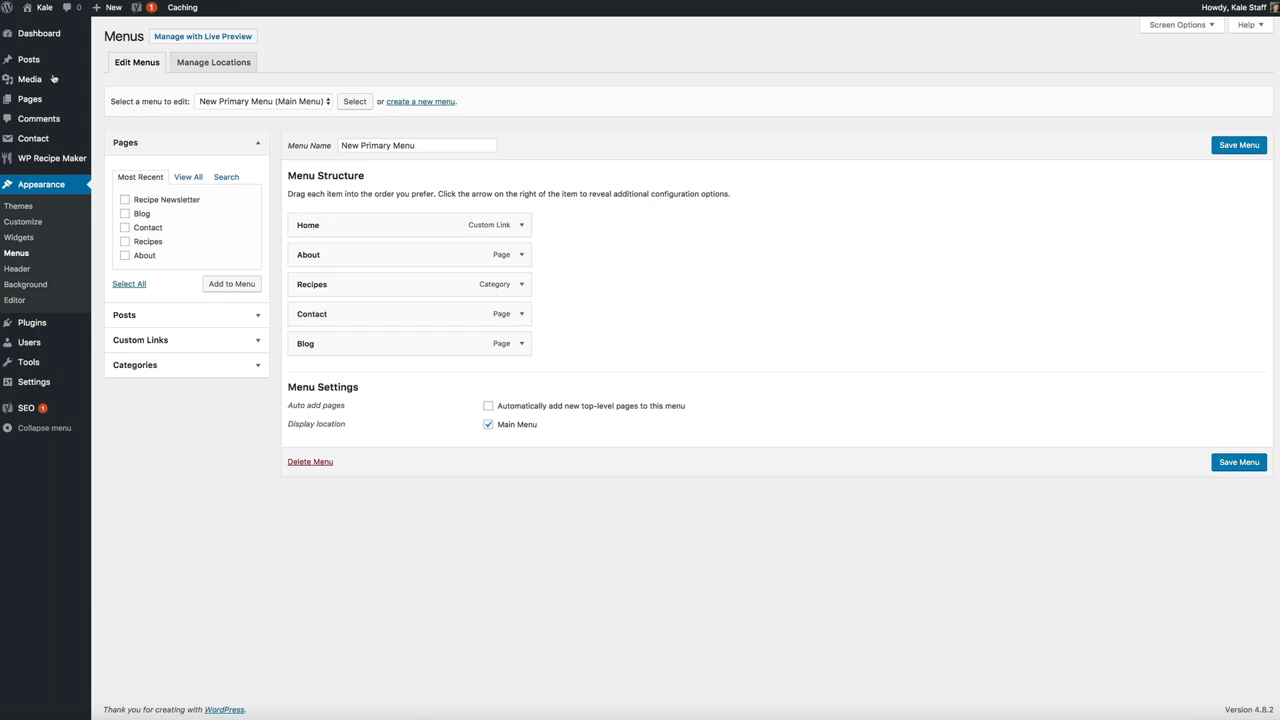 Kale 0 New 1 Caching Howdy, Kale Staff
Dashboard
Posts
Media
Pages
Comments
Contact
WP Recipe Maker
Appearance
Themes
Customize
Widgets
Menus
Header
Background
Editor
Plugins
Users
Tools
Settings
SEO 1
Collapse menu
Screen Options Help
Menus Manage with Live Preview
Edit Menus Manage Locations
Select a menu to edit: New Primary Menu (Main Menu) Select or create a new menu.
Pages
Most Recent View All Search
Recipe Newsletter
Blog
Contact
Recipes
About
Select All Add to Menu
Posts
Custom Links
Categories
Menu Name New Primary Menu Save Menu
Menu Structure
Drag each item into the order you prefer. Click the arrow on the right of the item to reveal additional configuration options.
Home Custom Link
About Page
Recipes Category
Contact Page
Blog Page
Menu Settings
Auto add pages Automatically add new top-level pages to this menu
Display location Main Menu
Delete Menu Save Menu
Thank you for creating with WordPress. Version 4.8.2